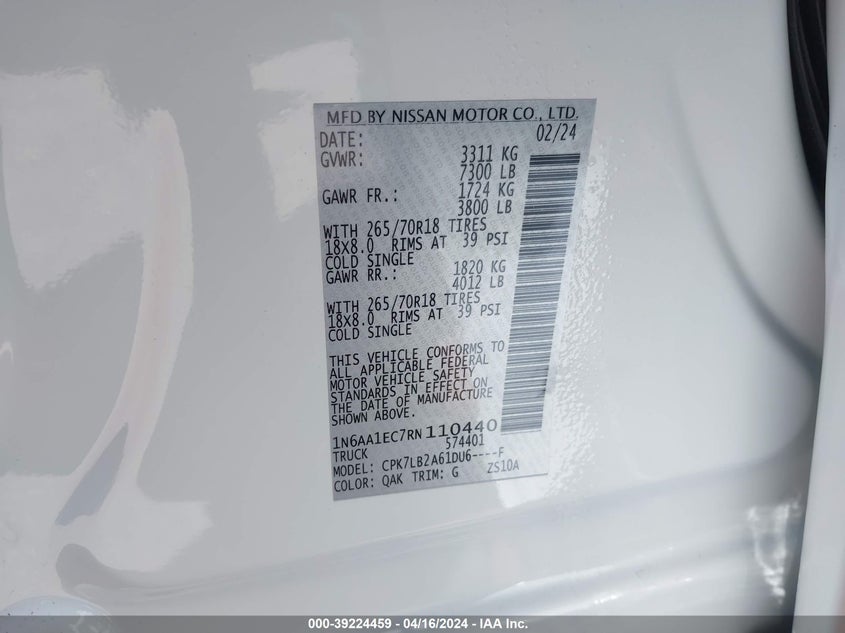 MFD BY NISSAN MOTOR CO., LTD.
DATE: 02/24
GVWR: 3311 KG
7300 LB
GAWR FR.: 1724 KG
3800 LB
WITH 265/70R18 TIRES
18X8.0 RIMS AT 39 PSI
COLD SINGLE
GAWR RR.: 1820 KG
4012 LB
WITH 265/70R18 TIRES
18X8.0 RIMS AT 39 PSI
COLD SINGLE
THIS VEHICLE CONFORMS TO
ALL APPLICABLE FEDERAL
MOTOR VEHICLE SAFETY
STANDARDS IN EFFECT ON
THE DATE OF MANUFACTURE
SHOWN ABOVE.
1N6AA1EC7RN110440
TRUCK 574401
MODEL: CPK7LB2A61DU6----F
COLOR: QAK TRIM: G ZS10A
000-39224459 - 04/16/2024 - IAA Inc.